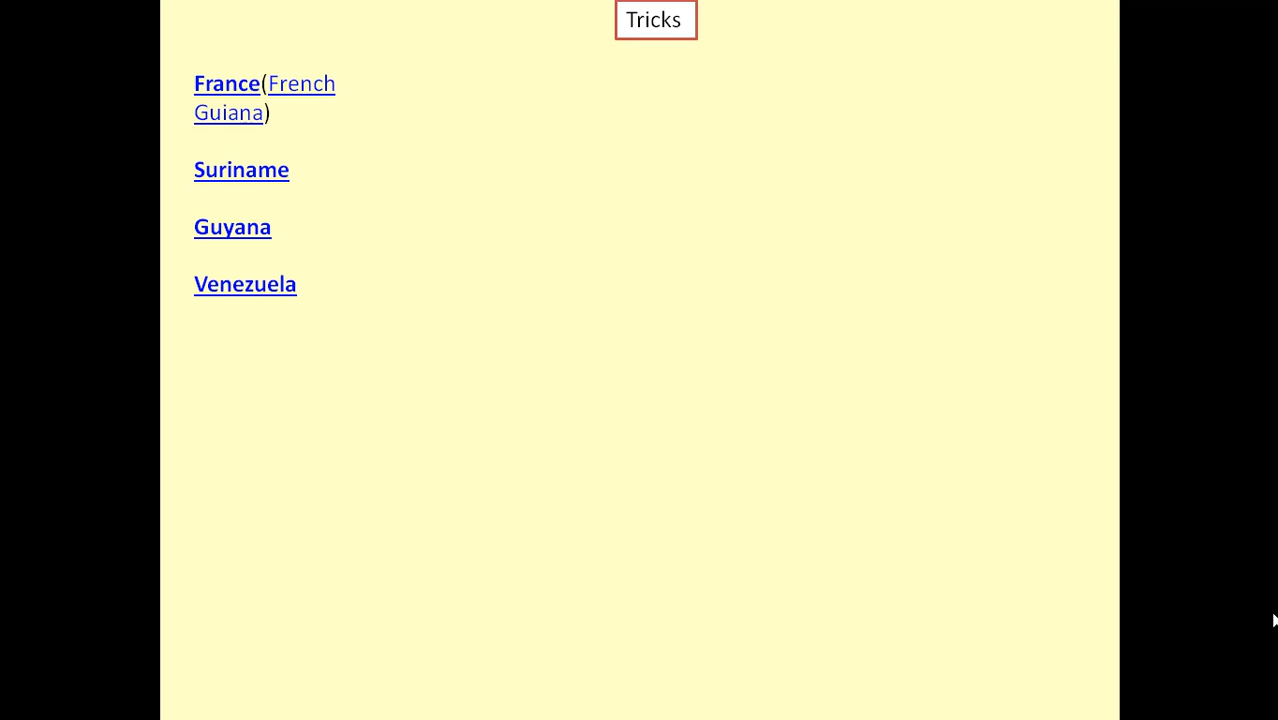 Tricks
France(French
Guiana)
Suriname
Guyana
Venezuela